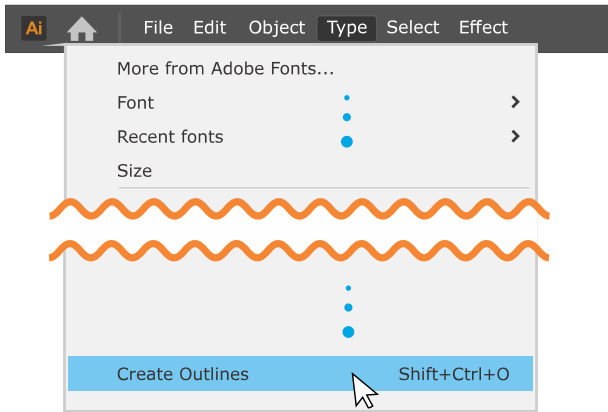 Ai File Edit Object Type Select Effect
More from Adobe Fonts...
Font
Recent fonts
Size
Create Outlines Shift+Ctrl+O